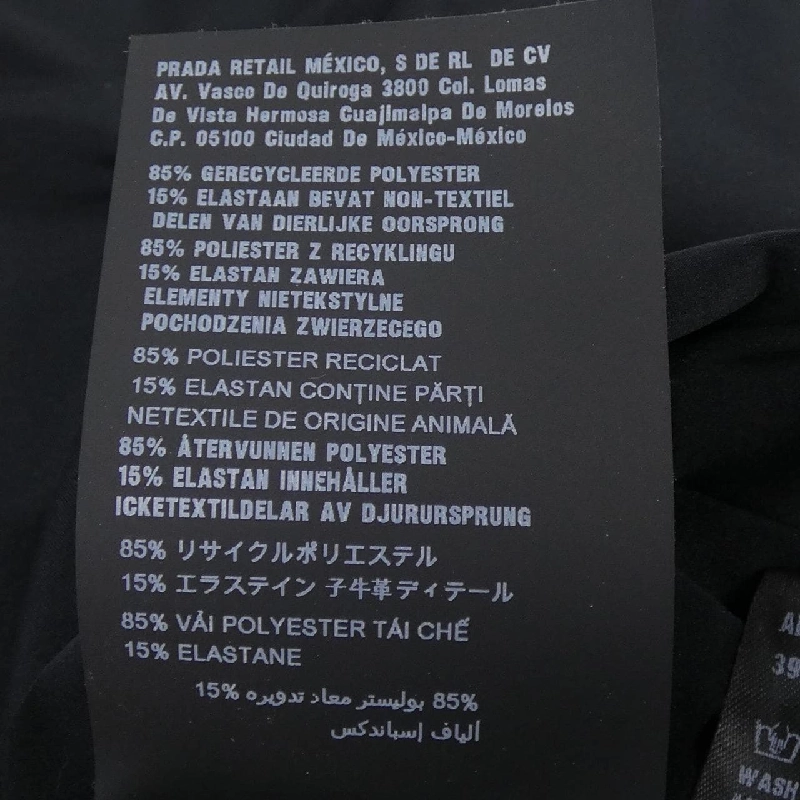 PRADA RETAIL MÉXICO, S DE RL DE CV
AV. Vasco De Quiroga 3800 Col. Lomas
De Vista Hermosa Cuajimalpa De Morelos
C.P. 05100 Ciudad De México-México
85% GERECYCLEERDE POLYESTER
15% ELASTAAN BEVAT NON-TEXTIEL
DELEN VAN DIERLIJKE OORSPRONG
85% POLIESTER Z RECYKLINGU
15% ELASTAN ZAWIERA
ELEMENTY NIETEKSTYLNE
POCHODZENIA ZWIERZECEGO
85% POLIESTER RECICLAT
15% ELASTAN CONȚINE PĂRȚI
NETEXTILE DE ORIGINE ANIMALĂ
85% ÅTERVUNNEN POLYESTER
15% ELASTAN INNEHÅLLER
ICKETEXTILDELAR AV DJURURSPRUNG
85% リサイクルポリエステル
15% エラステイン 子牛革ディテール
85% VẢI POLYESTER TÁI CHẾ
15% ELASTANE
85% بوليستر معاد تدويره 15%
ألياف إسباندكس
39
WASH